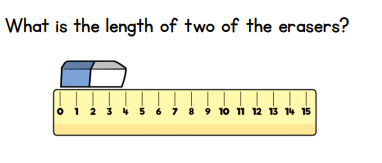 What is the length of two of the erasers?
0 1 2 3 4 5 6 7 8 9 10 11 12 13 14 15